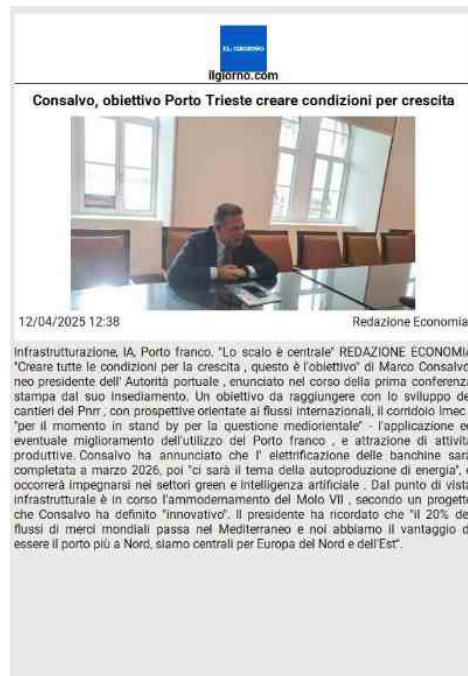 IL GIORNO
ilgiorno.com
Consalvo, obiettivo Porto Trieste creare condizioni per crescita
12/04/2025 12:38
Redazione Economia
Infrastrutturazione, IA, Porto franco. "Lo scalo è centrale" REDAZIONE ECONOMIA
"Creare tutte le condizioni per la crescita , questo è l'obiettivo" di Marco Consalvo,
neo presidente dell' Autorità portuale , enunciato nel corso della prima conferenza
stampa dal suo insediamento. Un obiettivo da raggiungere con lo sviluppo dei
cantieri del Pnrr , con prospettive orientate ai flussi internazionali, il corridoio Imec -
"per il momento in stand by per la questione mediorientale" - l'applicazione ed
eventuale miglioramento dell'utilizzo del Porto franco , e attrazione di attività
produttive. Consalvo ha annunciato che l' elettrificazione delle banchine sarà
completata a marzo 2026, poi "ci sarà il tema della autoproduzione di energia", e
occorrerà impegnarsi nei settori green e Intelligenza artificiale . Dal punto di vista
infrastrutturale è in corso l'ammodernamento del Molo VII , secondo un progetto
che Consalvo ha definito "innovativo". Il presidente ha ricordato che "il 20% dei
flussi di merci mondiali passa nel Mediterraneo e noi abbiamo il vantaggio di
essere il porto più a Nord, siamo centrali per Europa del Nord e dell'Est".